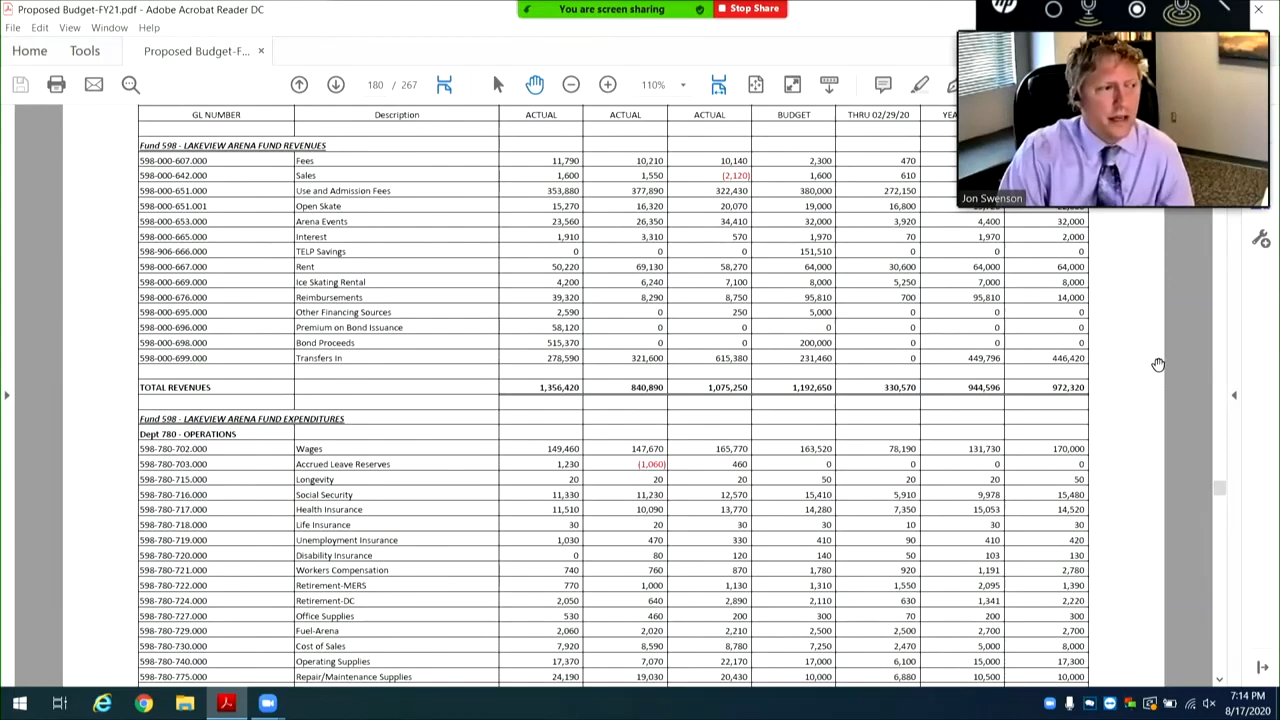 Proposed Budget-FY21.pdf - Adobe Acrobat Reader DC
You are screen sharing Stop Share
File Edit View Window Help
Home Tools Proposed Budget-F... ×
180 / 267 110%
GL NUMBER Description ACTUAL ACTUAL ACTUAL BUDGET THRU 02/29/20
Fund 598 - LAKEVIEW ARENA FUND REVENUES
598-000-607.000 Fees 11,790 10,210 10,140 2,300 470
598-000-642.000 Sales 1,600 1,550 (2,120) 1,600 610
598-000-651.000 Use and Admission Fees 353,880 377,890 322,430 380,000 272,150
Jon Swenson
598-000-651.001 Open Skate 15,270 16,320 20,070 19,000 16,800
598-000-653.000 Arena Events 23,560 26,350 34,410 32,000 3,920 4,400 32,000
598-000-665.000 Interest 1,910 3,310 570 1,970 70 1,970 2,000
598-906-666.000 TELP Savings 0 0 0 151,510 0 0 0
598-000-667.000 Rent 50,220 69,130 58,270 64,000 30,600 64,000 64,000
598-000-669.000 Ice Skating Rental 4,200 6,240 7,100 8,000 5,250 7,000 8,000
598-000-676.000 Reimbursements 39,320 8,290 8,750 95,810 700 95,810 14,000
598-000-695.000 Other Financing Sources 2,590 0 250 5,000 0 0 0
598-000-696.000 Premium on Bond Issuance 58,120 0 0 0 0 0 0
598-000-698.000 Bond Proceeds 515,370 0 0 200,000 0 0 0
598-000-699.000 Transfers In 278,590 321,600 615,380 231,460 0 449,796 446,420
TOTAL REVENUES 1,356,420 840,890 1,075,250 1,192,650 330,570 944,596 972,320
Fund 598 - LAKEVIEW ARENA FUND EXPENDITURES
Dept 780 - OPERATIONS
598-780-702.000 Wages 149,460 147,670 165,770 163,520 78,190 131,730 170,000
598-780-703.000 Accrued Leave Reserves 1,230 (1,060) 460 0 0 0 0
598-780-715.000 Longevity 20 20 20 50 20 20 50
598-780-716.000 Social Security 11,330 11,230 12,570 15,410 5,910 9,978 15,480
598-780-717.000 Health Insurance 11,510 10,090 13,770 14,280 7,350 15,053 14,520
598-780-718.000 Life Insurance 30 20 30 30 10 30 30
598-780-719.000 Unemployment Insurance 1,030 470 330 410 90 410 420
598-780-720.000 Disability Insurance 0 80 120 140 50 103 130
598-780-721.000 Workers Compensation 740 760 870 1,780 920 1,191 2,780
598-780-722.000 Retirement-MERS 770 1,000 1,130 1,310 1,550 2,095 1,390
598-780-724.000 Retirement-DC 2,050 640 2,890 2,110 630 1,341 2,220
598-780-727.000 Office Supplies 530 460 200 300 70 200 300
598-780-729.000 Fuel-Arena 2,060 2,020 2,210 2,500 2,500 2,700 2,700
598-780-730.000 Cost of Sales 7,920 8,590 8,780 7,250 2,470 5,000 8,000
598-780-740.000 Operating Supplies 17,370 7,070 22,170 17,000 6,100 15,000 17,300
598-780-775.000 Repair/Maintenance Supplies 24,190 19,030 20,430 10,000 6,880 10,500 10,000
7:14 PM
8/17/2020